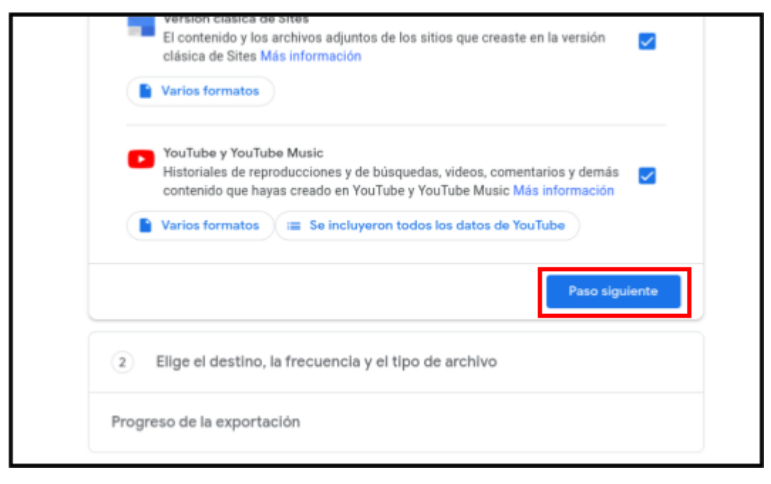 Versión clásica de Sites
El contenido y los archivos adjuntos de los sitios que creaste en la versión
clásica de Sites Más información
Varios formatos
YouTube y YouTube Music
Historiales de reproducciones y de búsquedas, videos, comentarios y demás
contenido que hayas creado en YouTube y YouTube Music Más información
Varios formatos
Se incluyeron todos los datos de YouTube
Paso siguiente
2 Elige el destino, la frecuencia y el tipo de archivo
Progreso de la exportación